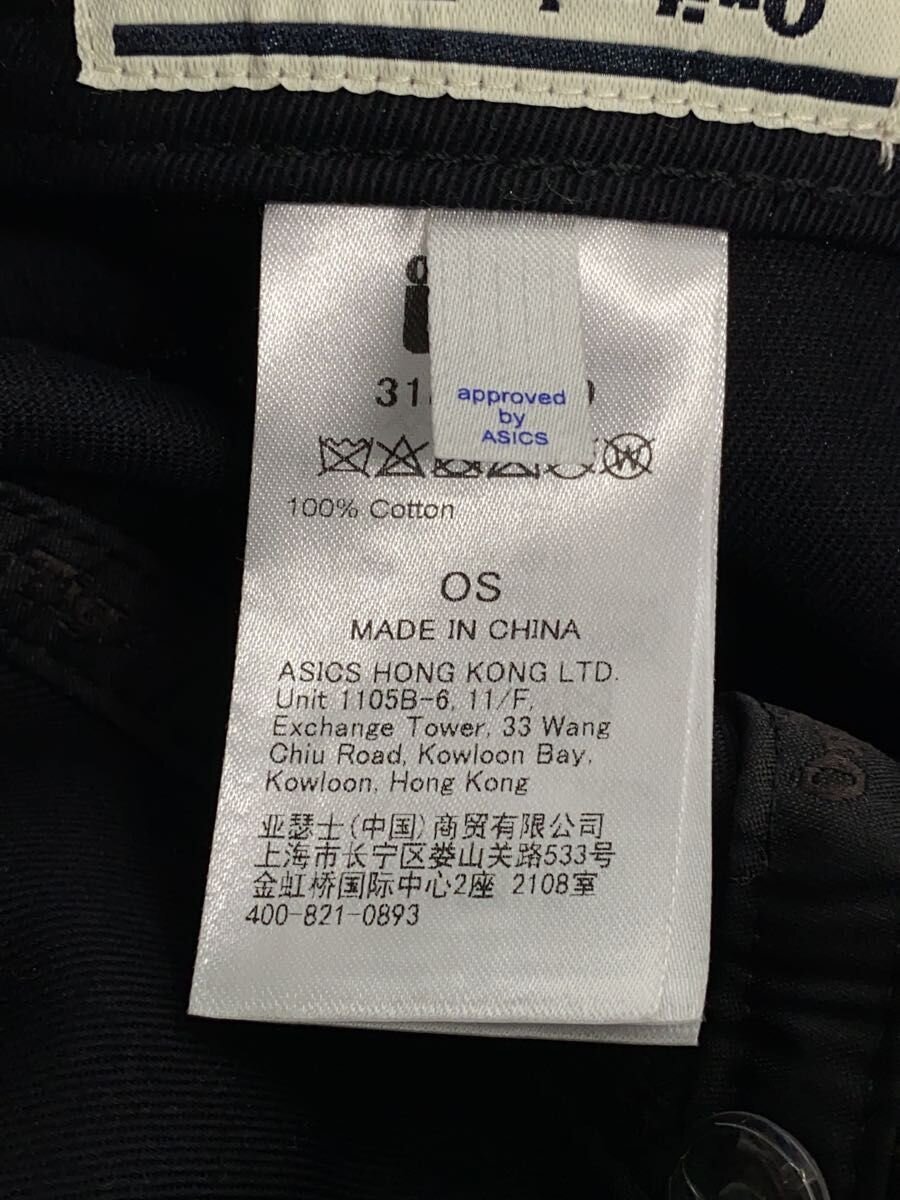 approved
by
ASICS
100% Cotton
OS
MADE IN CHINA
ASICS HONG KONG LTD.
Unit 1105B-6, 11/F,
Exchange Tower, 33 Wang
Chiu Road, Kowloon Bay,
Kowloon, Hong Kong
亚瑟士(中国)商贸有限公司
上海市长宁区娄山关路533号
金虹桥国际中心2座 2108室
400-821-0893